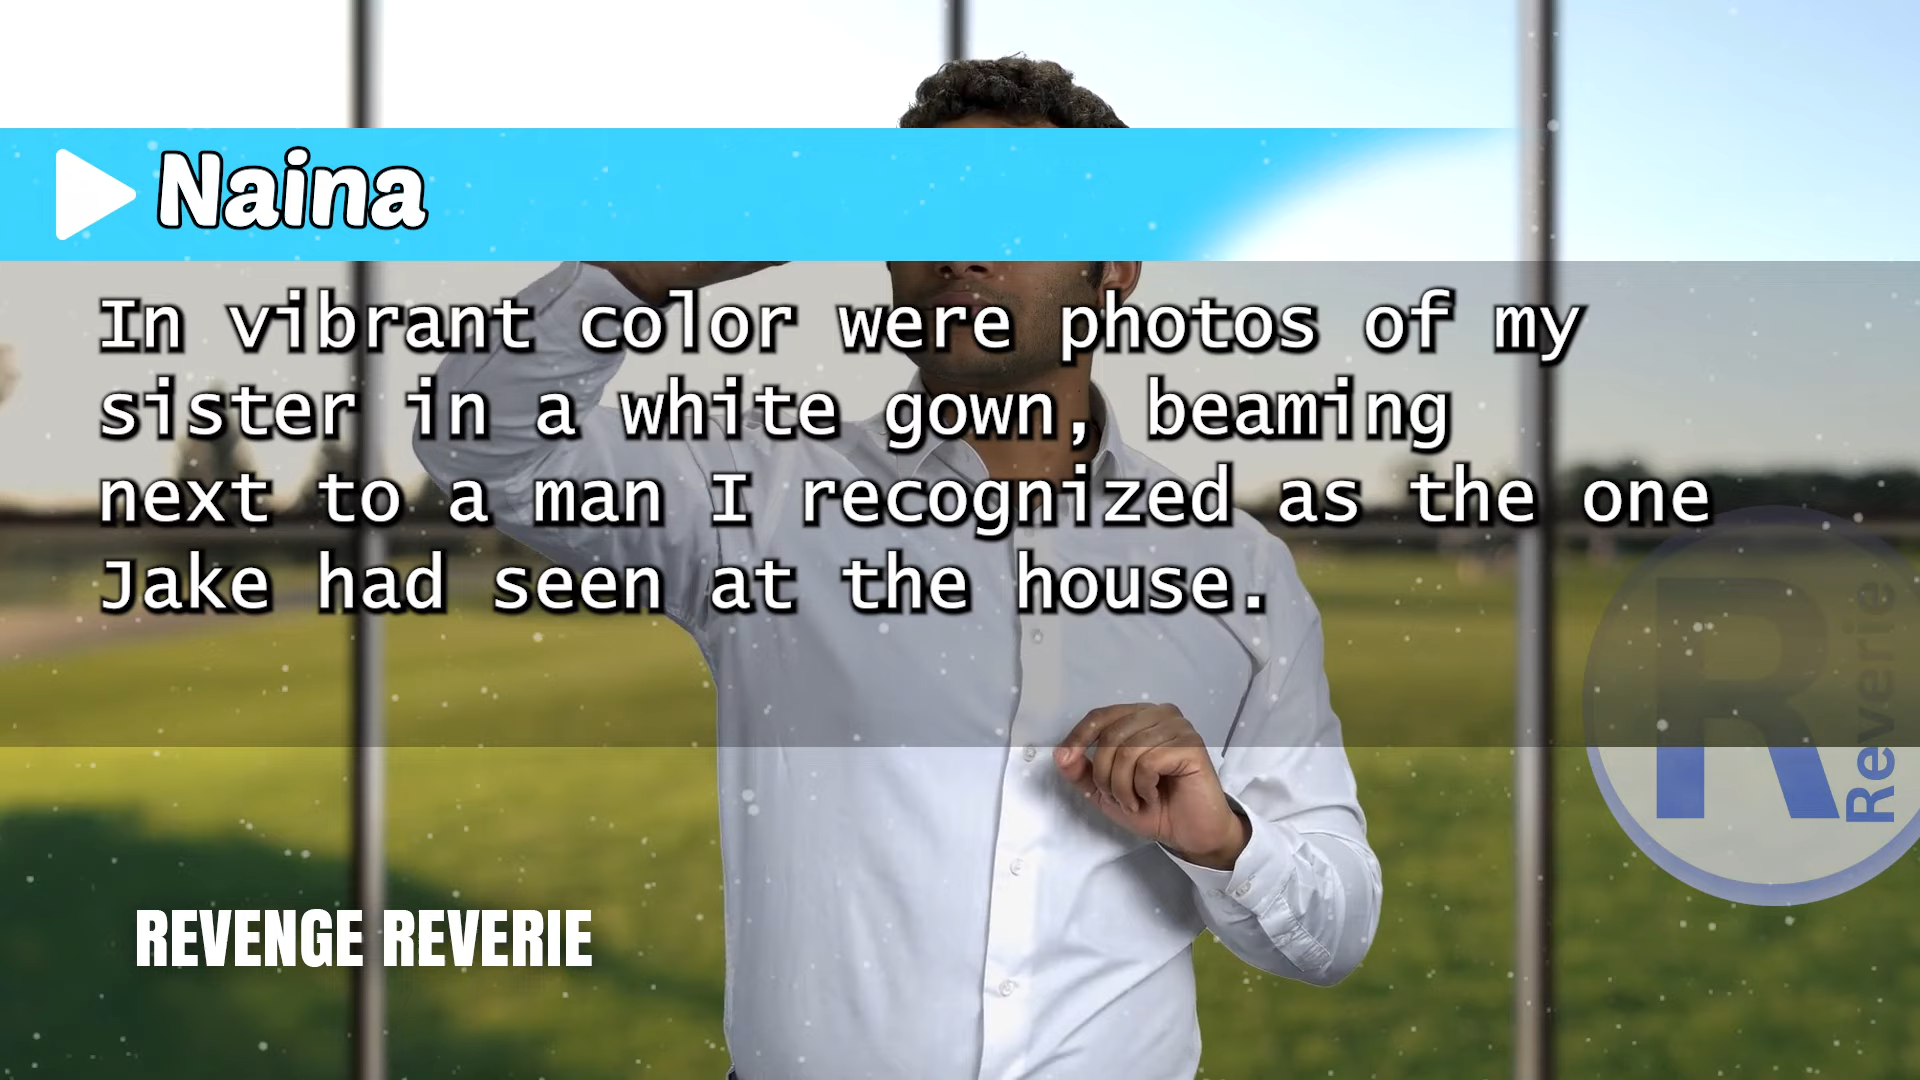 Naina
In vibrant color were photos of my
sister in a white gown, beaming
next to a man I recognized as the one
Jake had seen at the house.
R
Reverie
REVENGE REVERIE